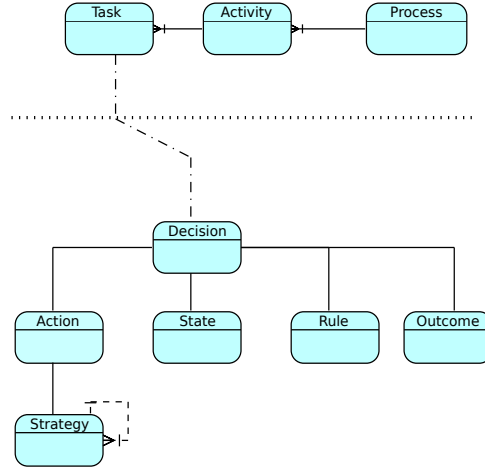 Task
Activity
Process
Decision
Action
State
Rule
Outcome
Strategy